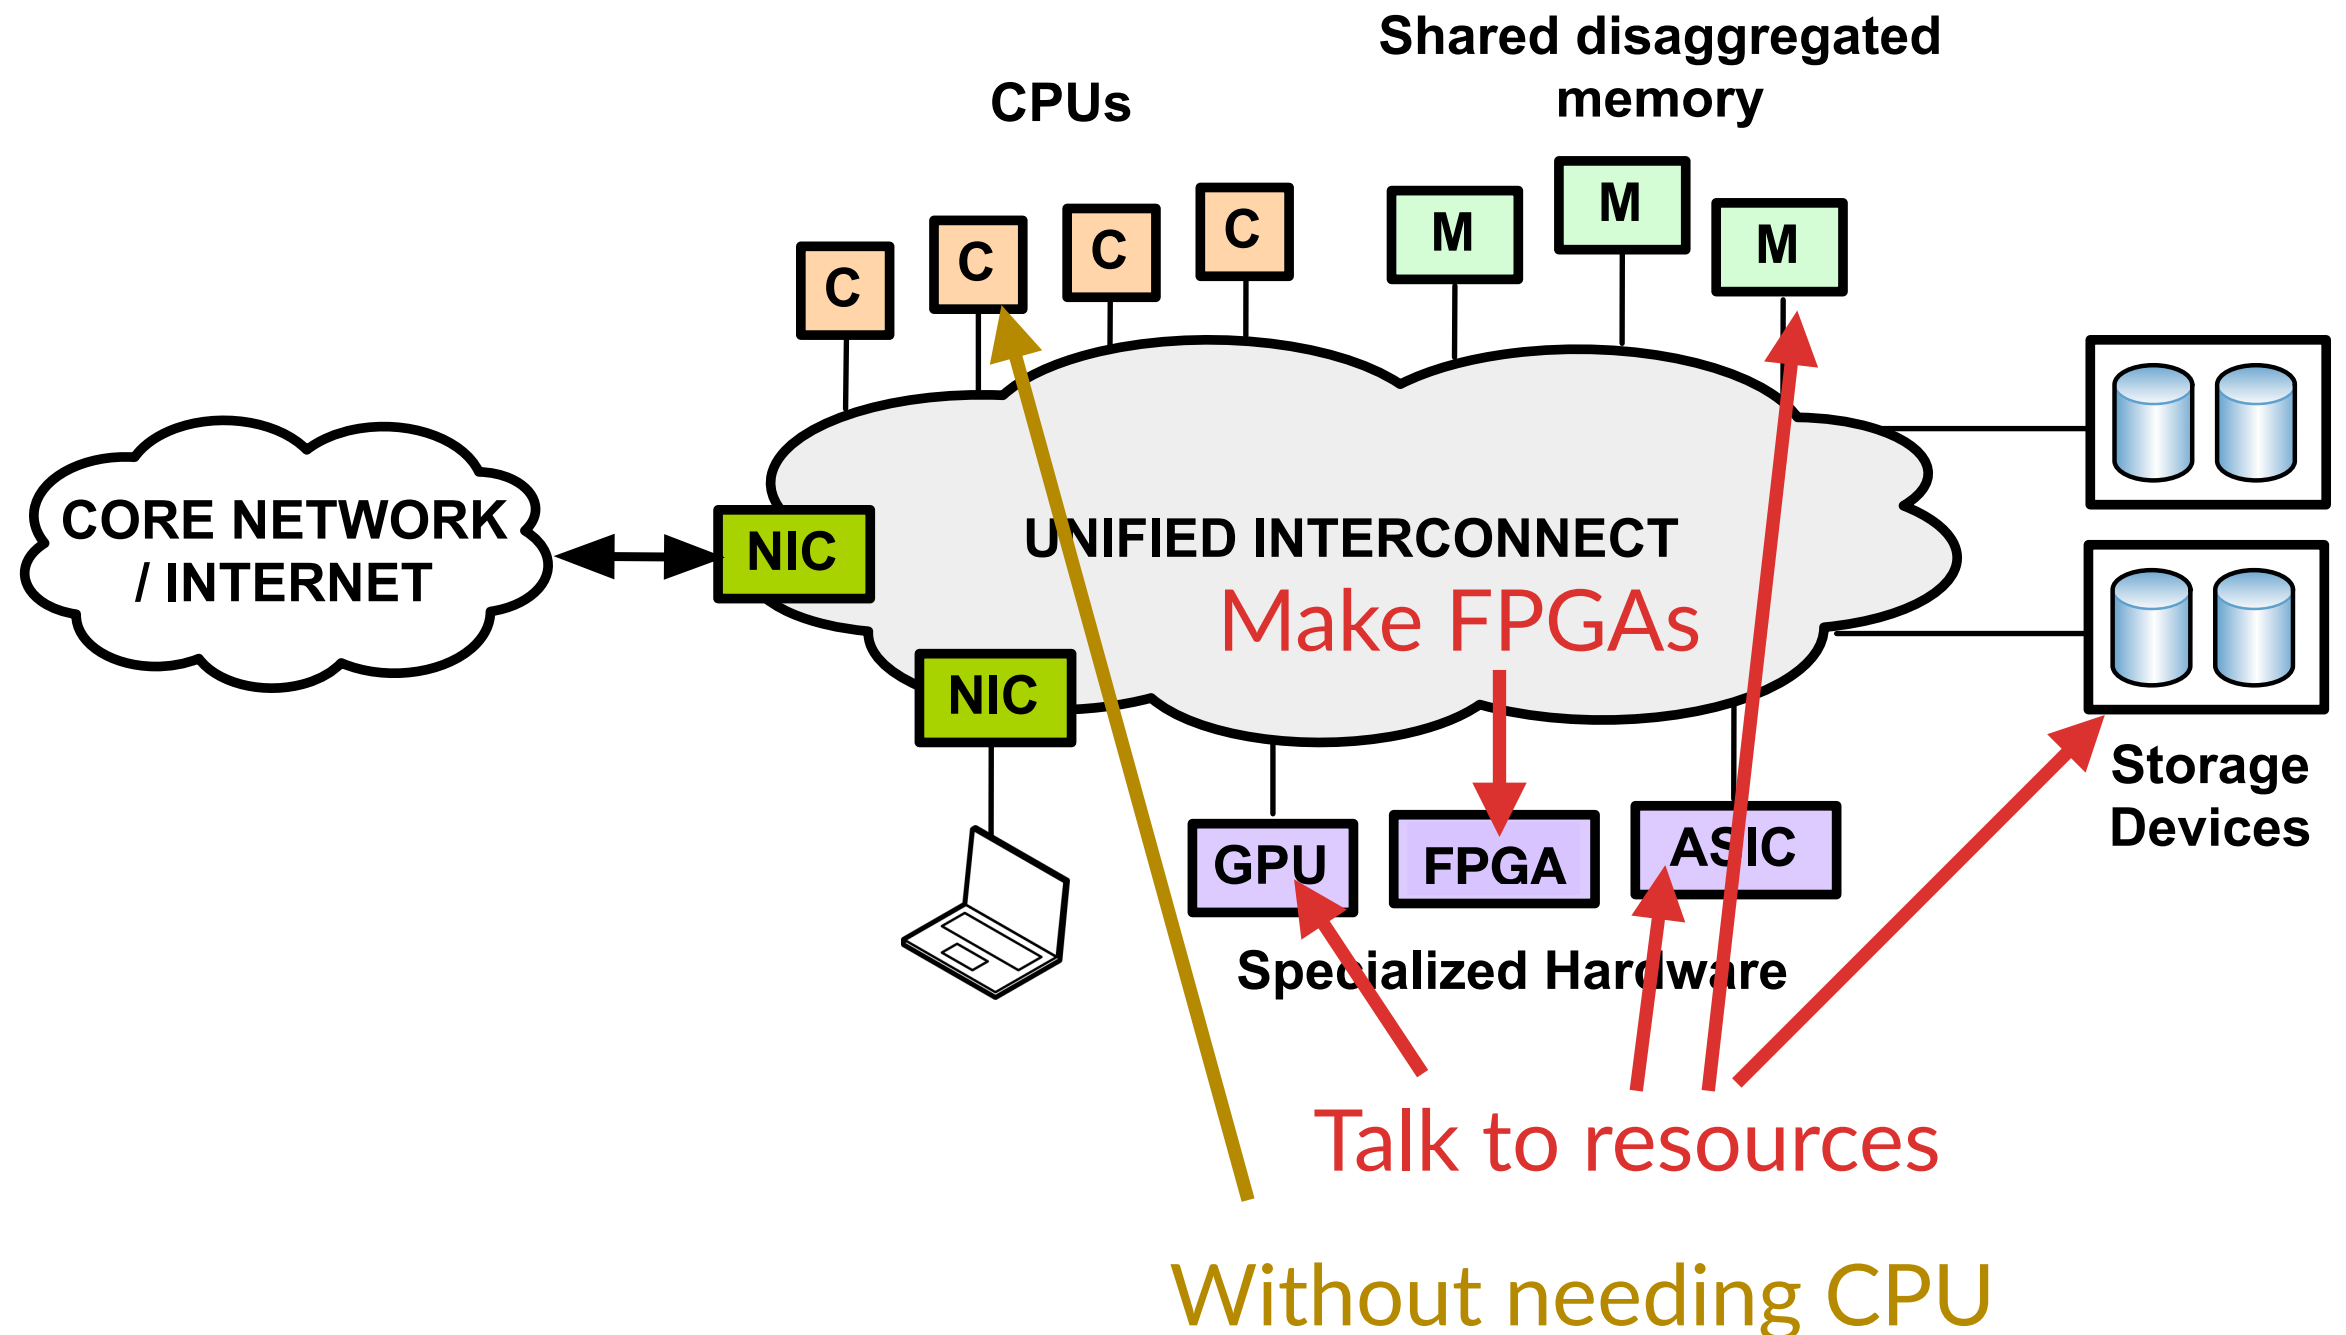 Shared disaggregated
memory
CPUs
C
C
C
C
M
M
M
CORE NETWORK
/ INTERNET
NIC
UNIFIED INTERCONNECT
Make FPGAs
NIC
Storage
Devices
GPU
FPGA
ASIC
Specialized Hardware
Talk to resources
Without needing CPU